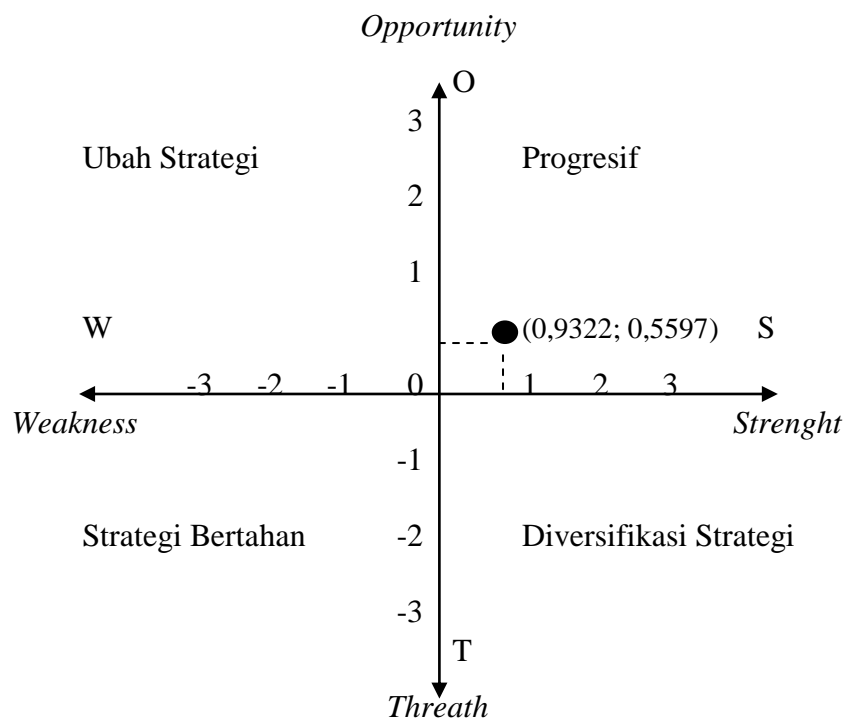 Opportunity
O
3
Ubah Strategi
Progresif
2
1
W
(0,9322; 0,5597)
S
-3
-2
-1
0
1
2
3
Weakness
Strenght
-1
Strategi Bertahan
-2
Diversifikasi Strategi
-3
T
Threath